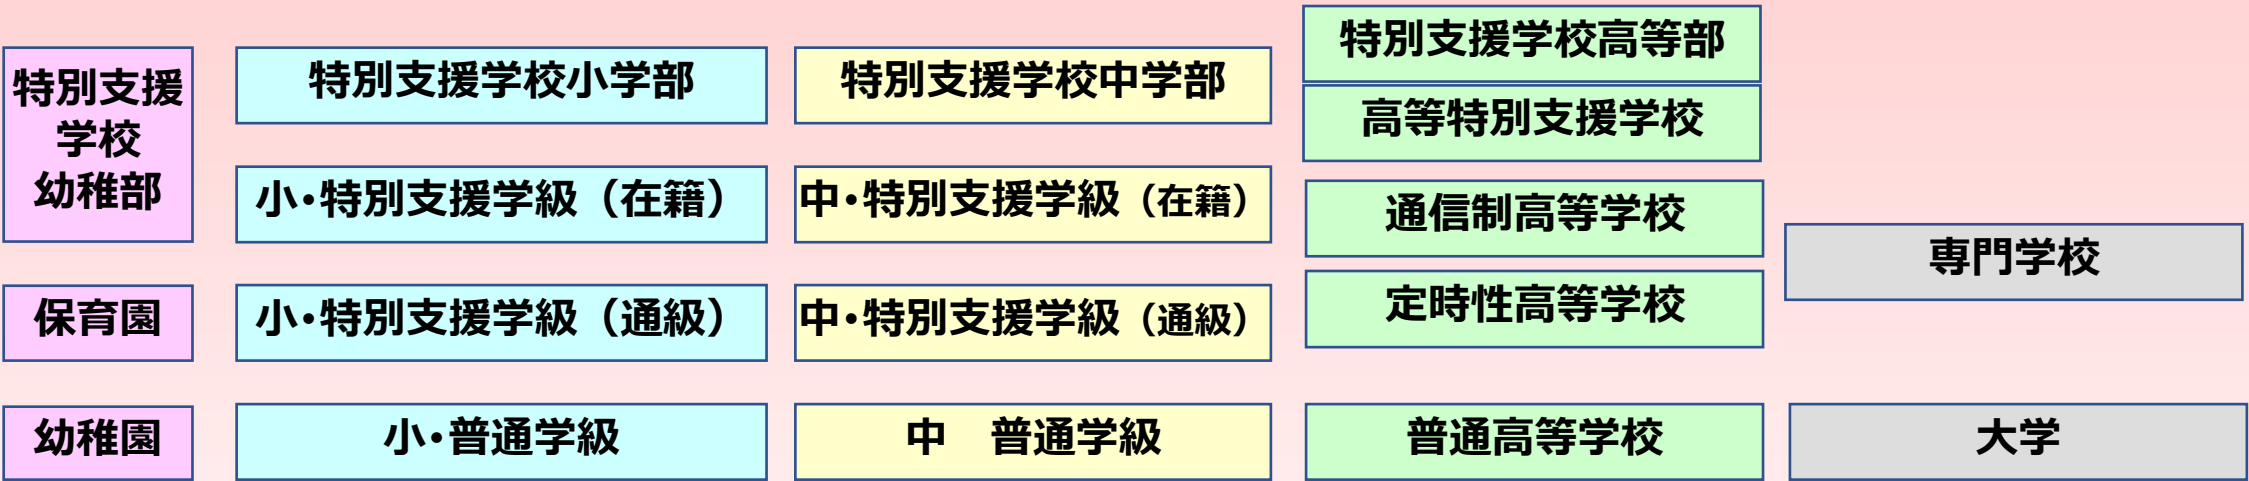 特別支援
学校
幼稚部
保育園
幼稚園
特別支援学校小学部
小・特別支援学級（在籍）
小・特別支援学級（通級）
小・普通学級
特別支援学校中学部
中・特別支援学級（在籍）
中・特別支援学級（通級）
中　普通学級
特別支援学校高等部
高等特別支援学校
通信制高等学校
定時性高等学校
普通高等学校
専門学校
大学